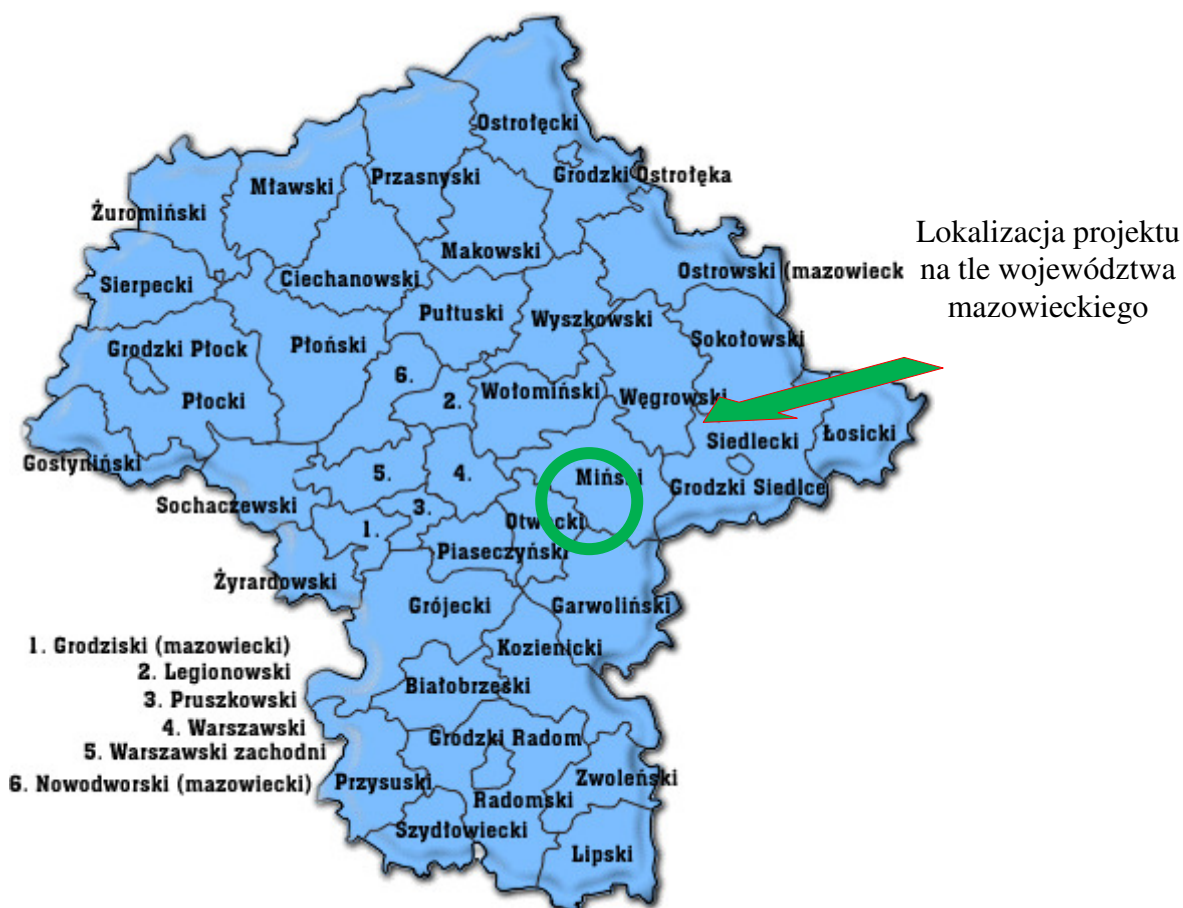 Ostrołęcki
Grodzki Ostrołęka
Przasnyski
Mławski
Żuromiński
Makowski
Ciechanowski
Sierpecki
Ostrowski (mazowieck
Lokalizacja projektu
na tle województwa
mazowieckiego
Pułtuski
Wyszkowski
Sokołowski
Grodzki Płock
Płoński
6.
2.
Wołomiński
Węgrowski
Płocki
Siedlecki
Łosicki
Gostyniński
5.
4.
Miński
Grodzki Siedlce
Sochaczewski
3.
1.
Otwocki
Piaseczyński
Żyrardowski
Grójecki
Garwoliński
Kozienicki
Białobrzeski
Grodzki Radom
Przysuski
Zwoleński
Radomski
Szydłowiecki
Lipski
1. Grodziski (mazowiecki)
2. Legionowski
3. Pruszkowski
4. Warszawski
5. Warszawski zachodni
6. Nowodworski (mazowiecki)